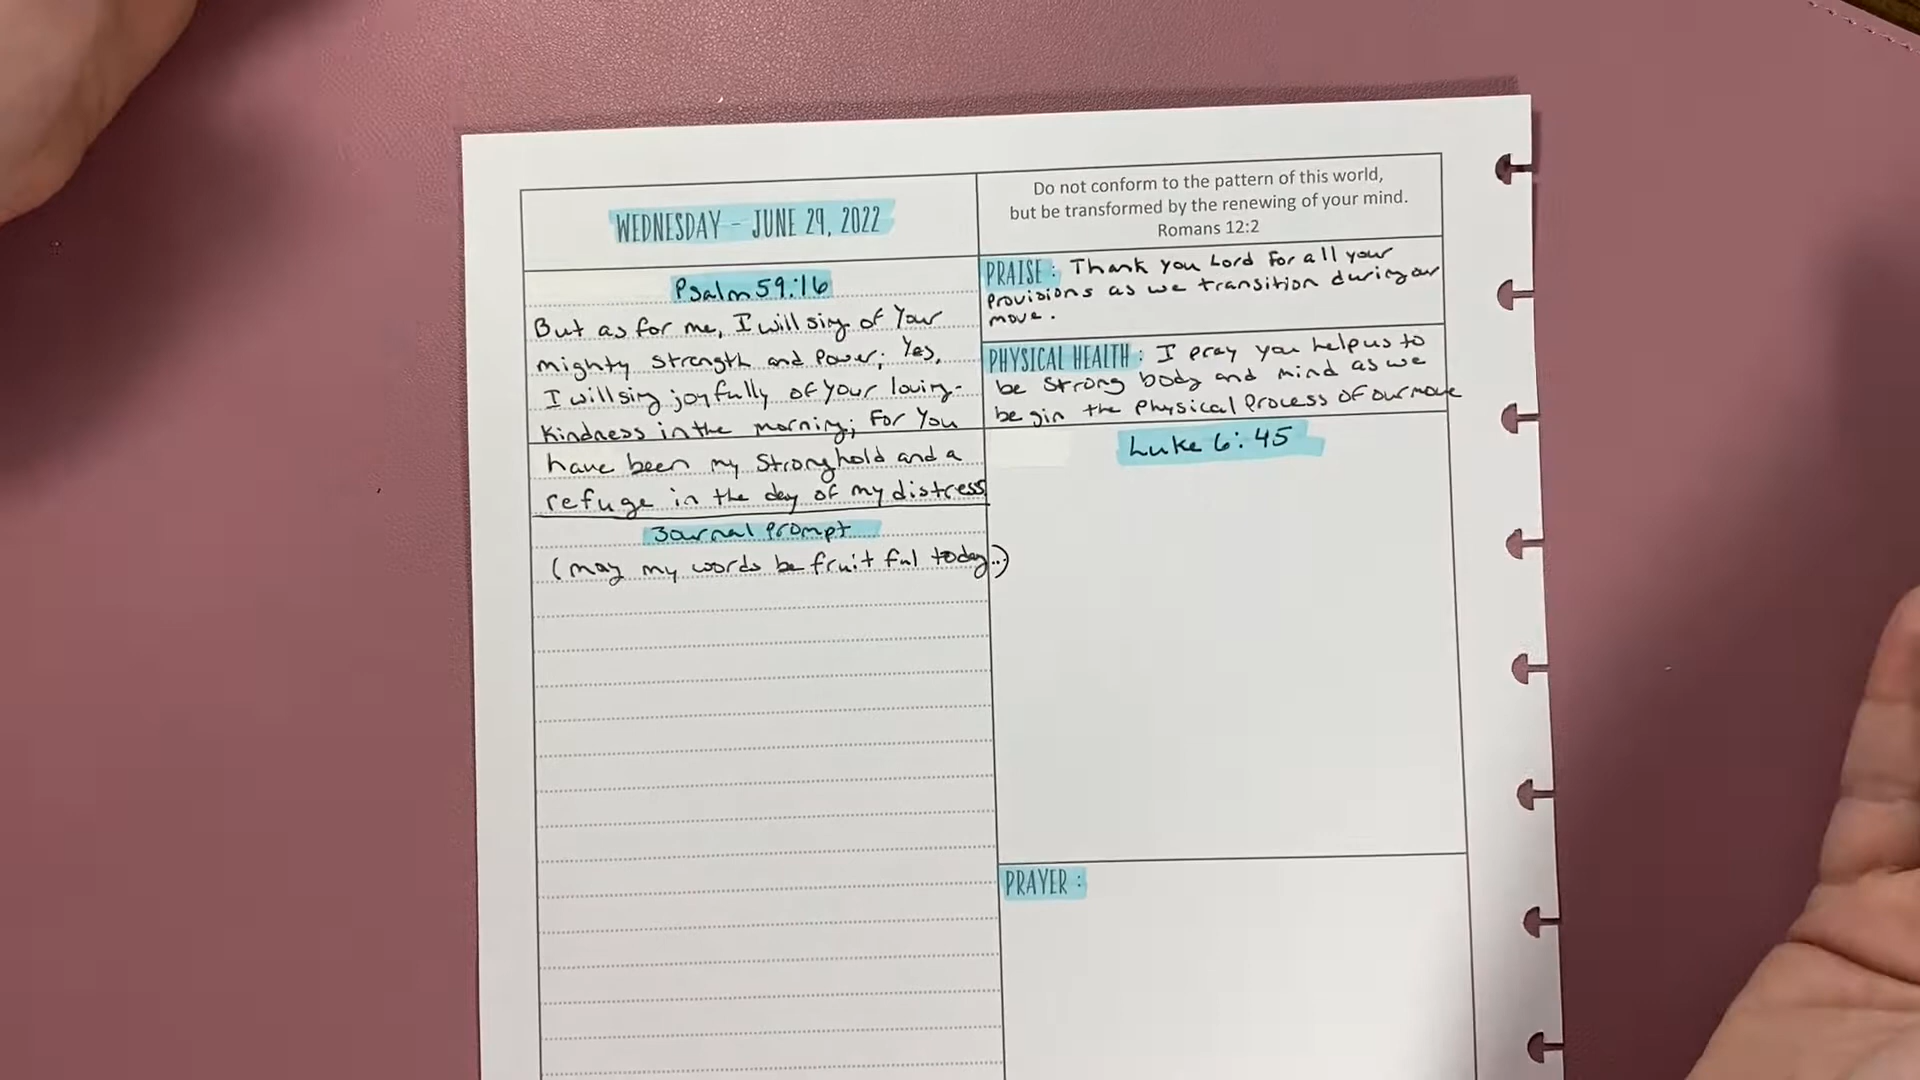 WEDNESDAY - JUNE 29, 2022
Psalm 59:16
But as for me, I will sing of Your
mighty strength and power; Yes,
I will sing joyfully of your loving-
kindness in the morning; For You
have been my stronghold and a
refuge in the day of my distress
Journal Prompt
(may my words be fruit ful today..)
Do not conform to the pattern of this world,
but be transformed by the renewing of your mind.
Romans 12:2
PRAISE : Thank you Lord for all your
provisions as we transition during our
move.
PHYSICAL HEALTH : I pray you help us to
be strong body and mind as we
begin the physical process of our move
Luke 6:45
PRAYER :